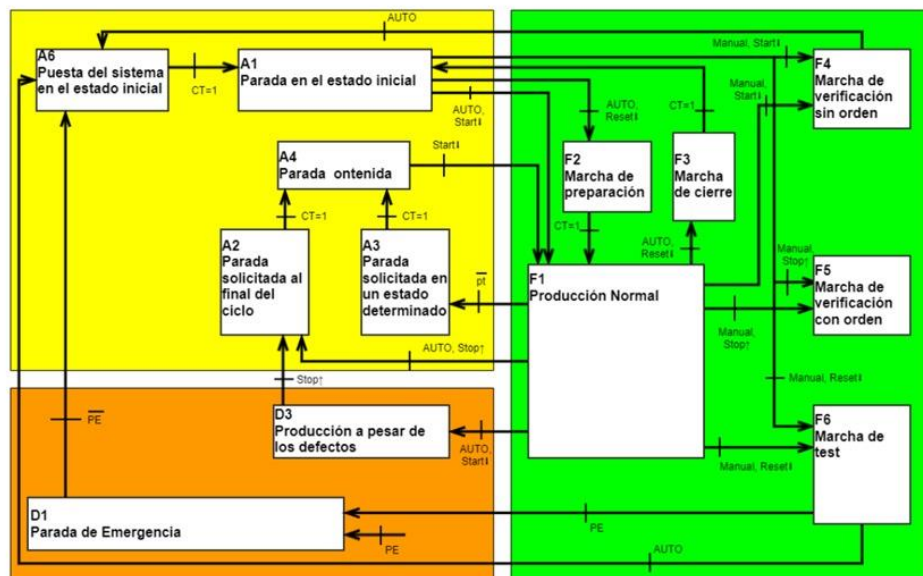 AUTO
A6
Puesta del sistema
en el estado inicial
CT=1
A1
Parada en el estado inicial
AUTO,
Start⭳
AUTO,
Reset⭳
CT=1
Manual, Start⭳
Manual,
Start⭳
F4
Marcha de
verificación
sin orden
A4
Parada ontenida
Start⭳
F2
Marcha de
preparación
F3
Marcha
de cierre
CT=1
CT=1
CT=1
AUTO,
Reset⭳
A2
Parada
solicitada al
final del
ciclo
A3
Parada
solicitada en
un estado
determinado
pt
F1
Producción Normal
Manual,
Stop↑
F5
Marcha de
verificación
con orden
Manual,
Stop↑
AUTO, Stop↑
Stop↑
Manual, Reset⭳
PE
D3
Producción a pesar de
los defectos
AUTO,
Start⭳
F6
Marcha de
test
Manual, Reset⭳
D1
Parada de Emergencia
PE
PE
AUTO